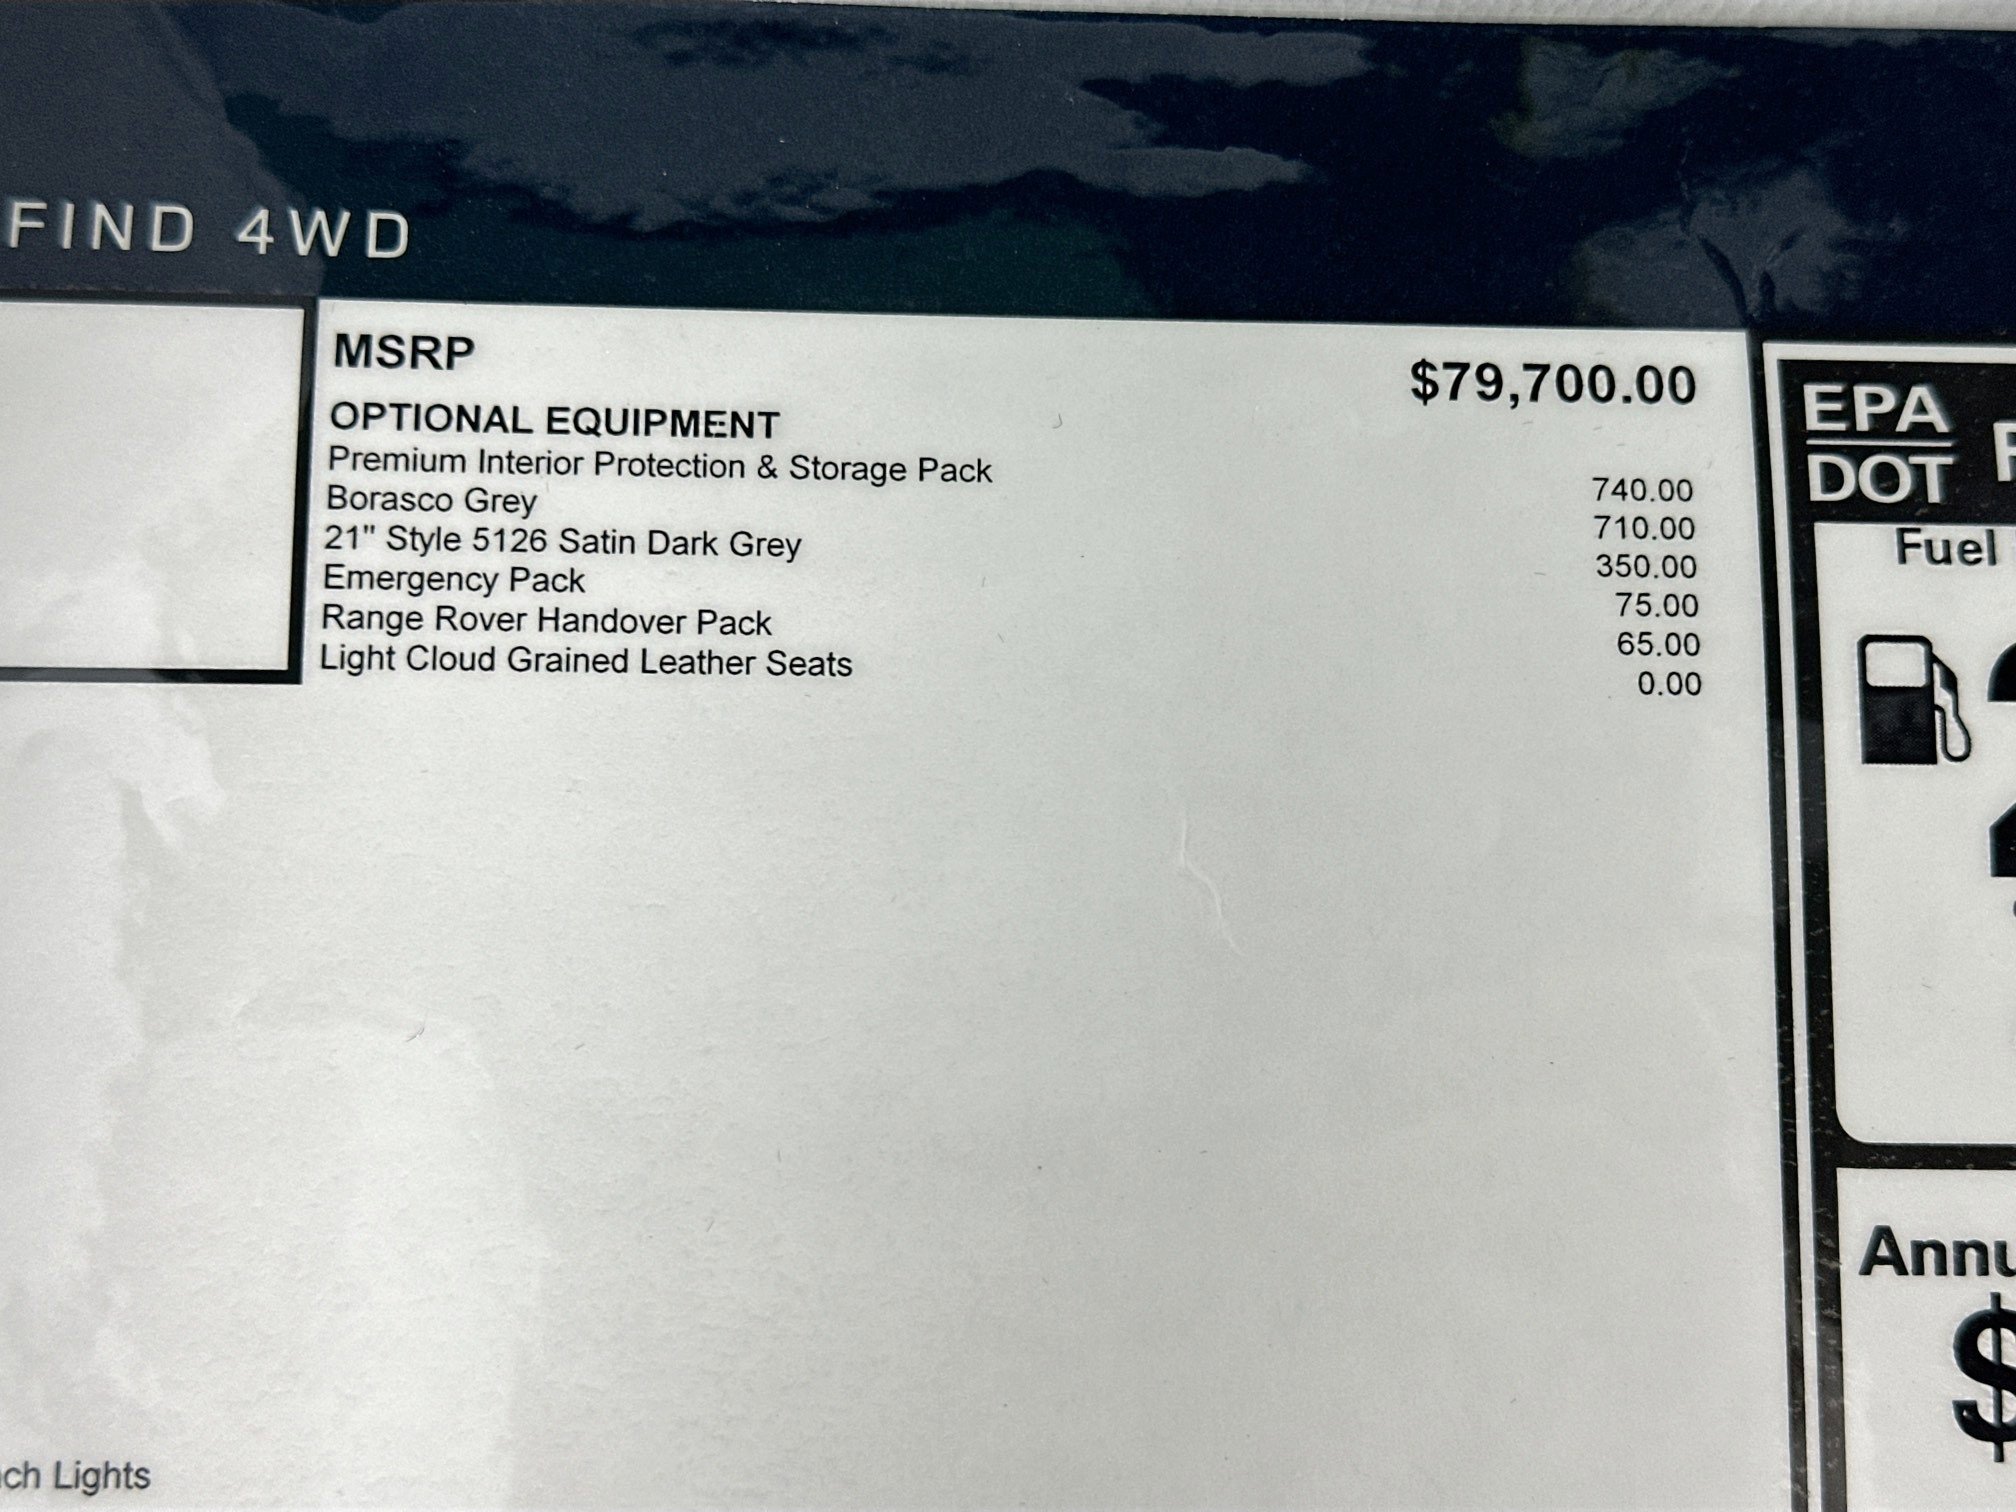 FIND 4WD
MSRP $79,700.00
OPTIONAL EQUIPMENT
Premium Interior Protection & Storage Pack 740.00
Borasco Grey 710.00
21" Style 5126 Satin Dark Grey 350.00
Emergency Pack 75.00
Range Rover Handover Pack 65.00
Light Cloud Grained Leather Seats 0.00
EPA
DOT
Fuel
$
Lights